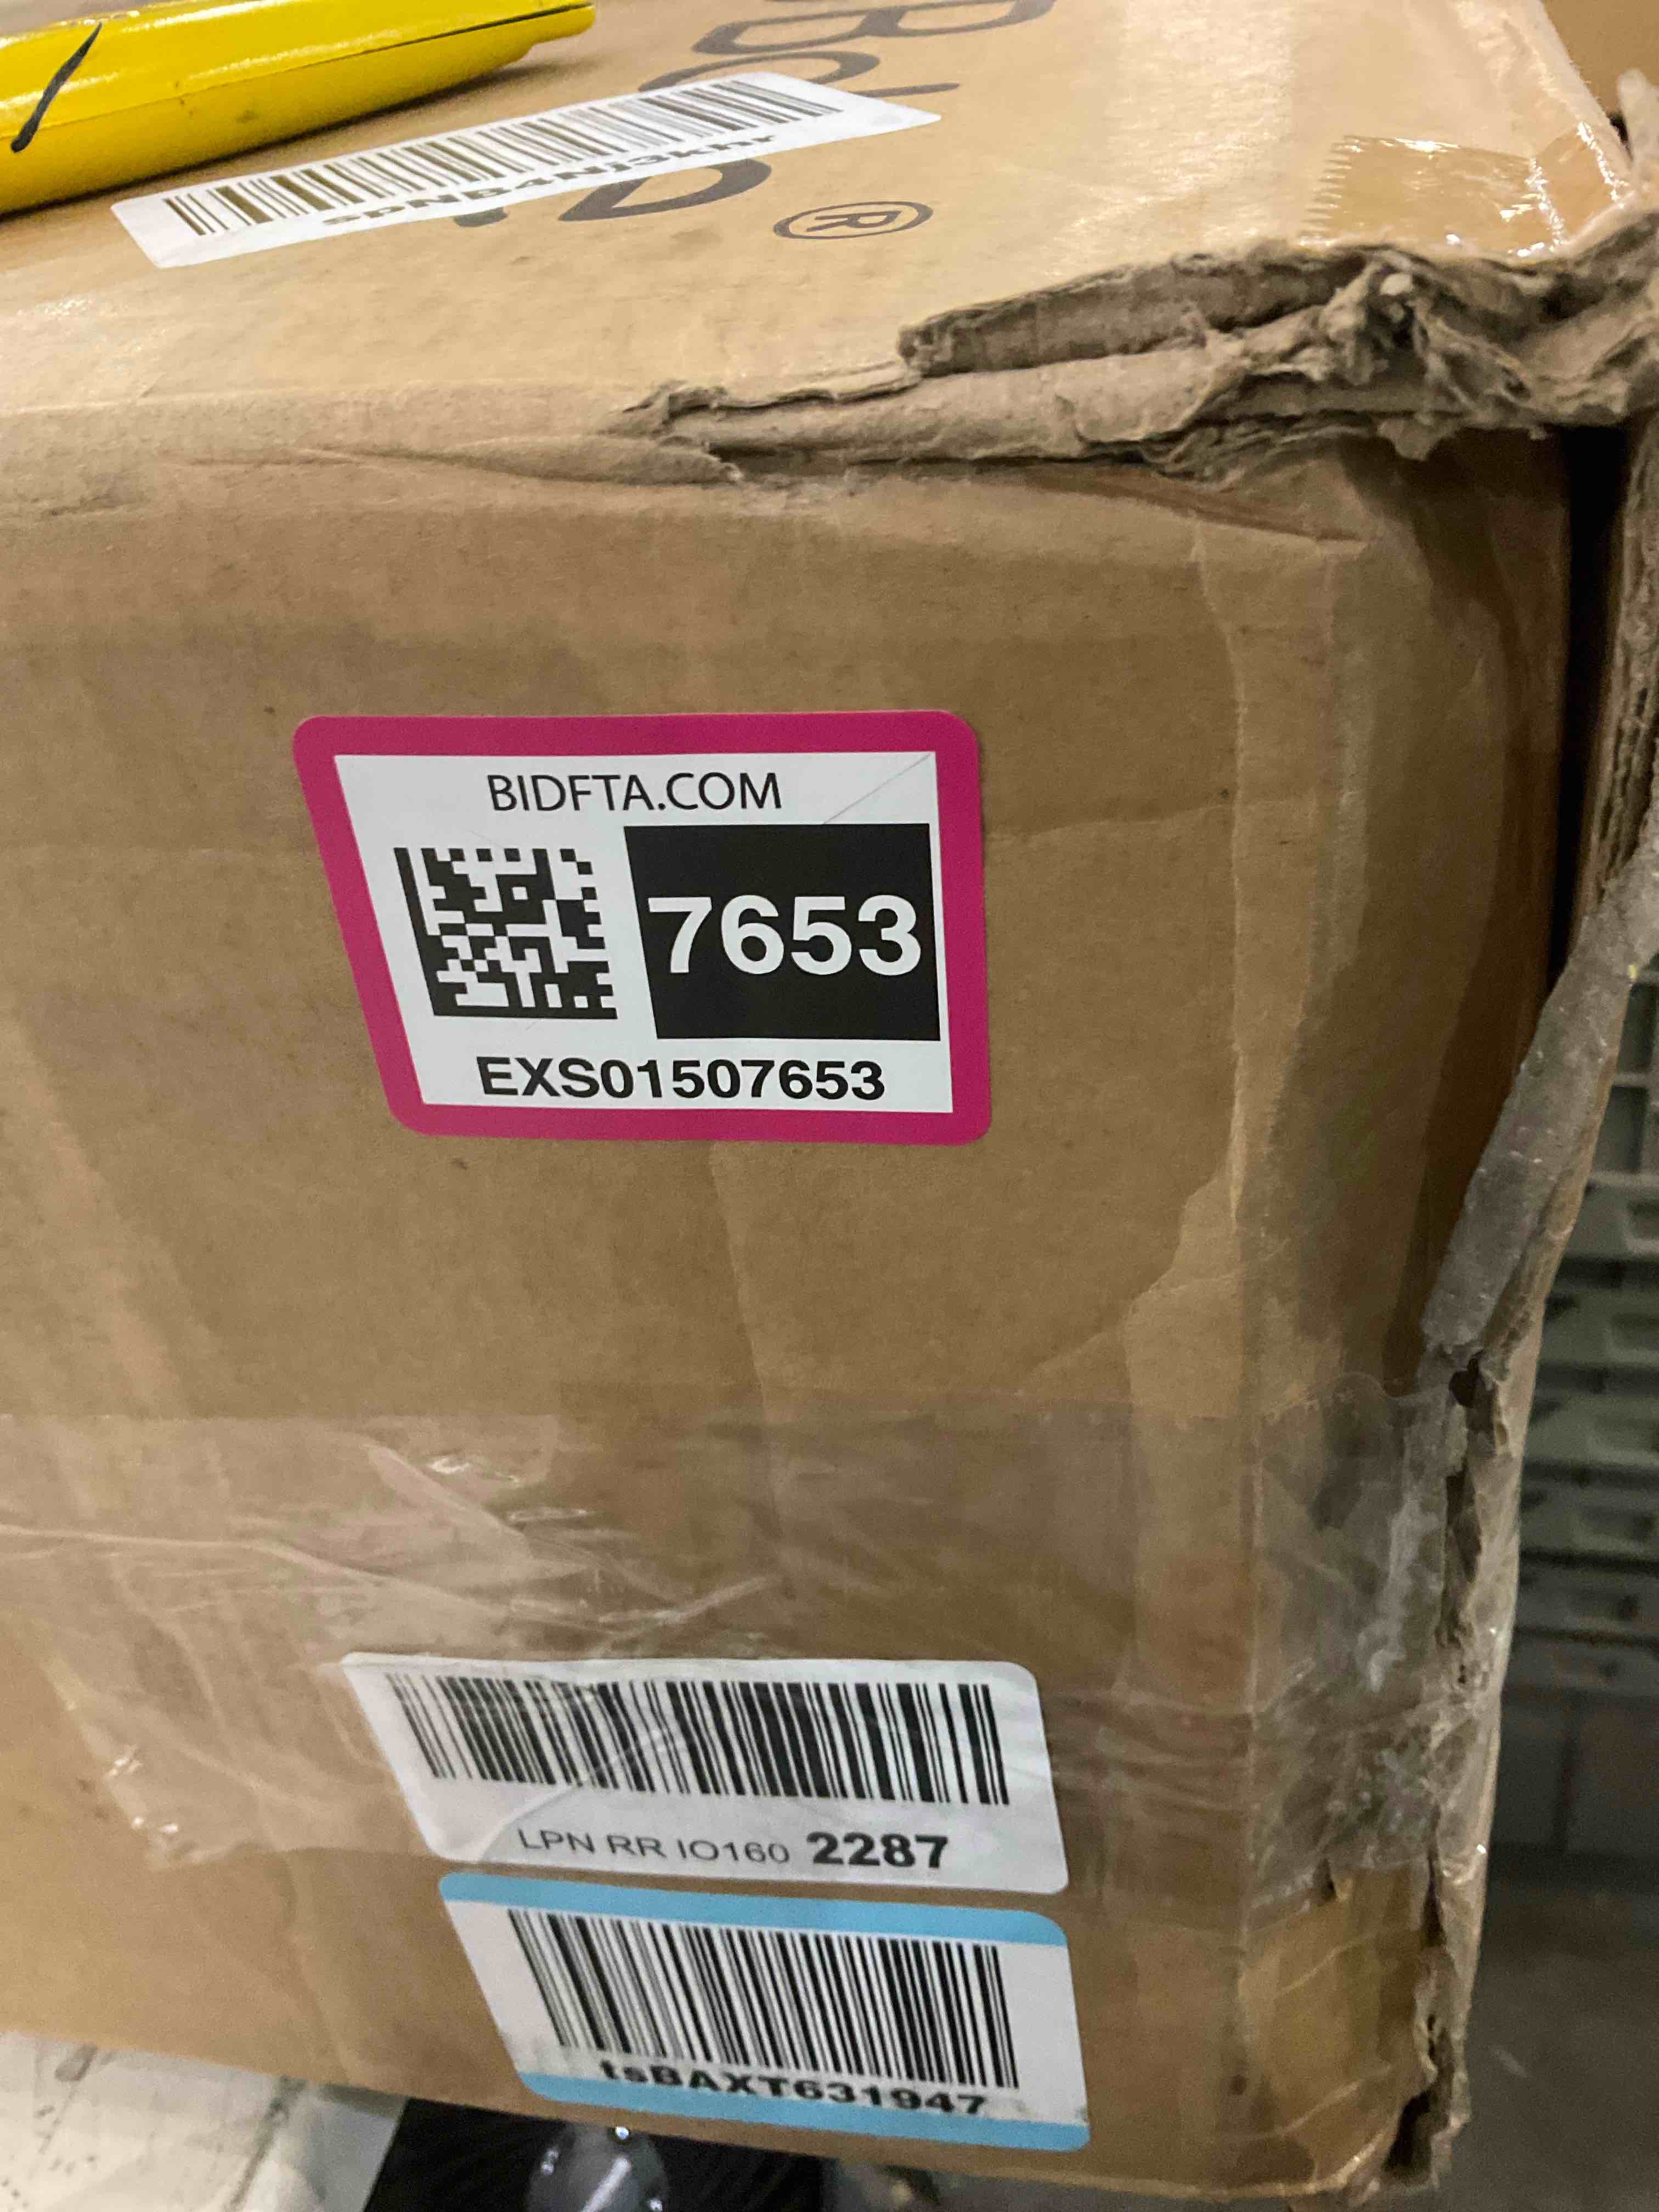 ®
BIDFTA.COM
7653
EXS01507653
LPN RR IO160 2287
tsBAXT631947